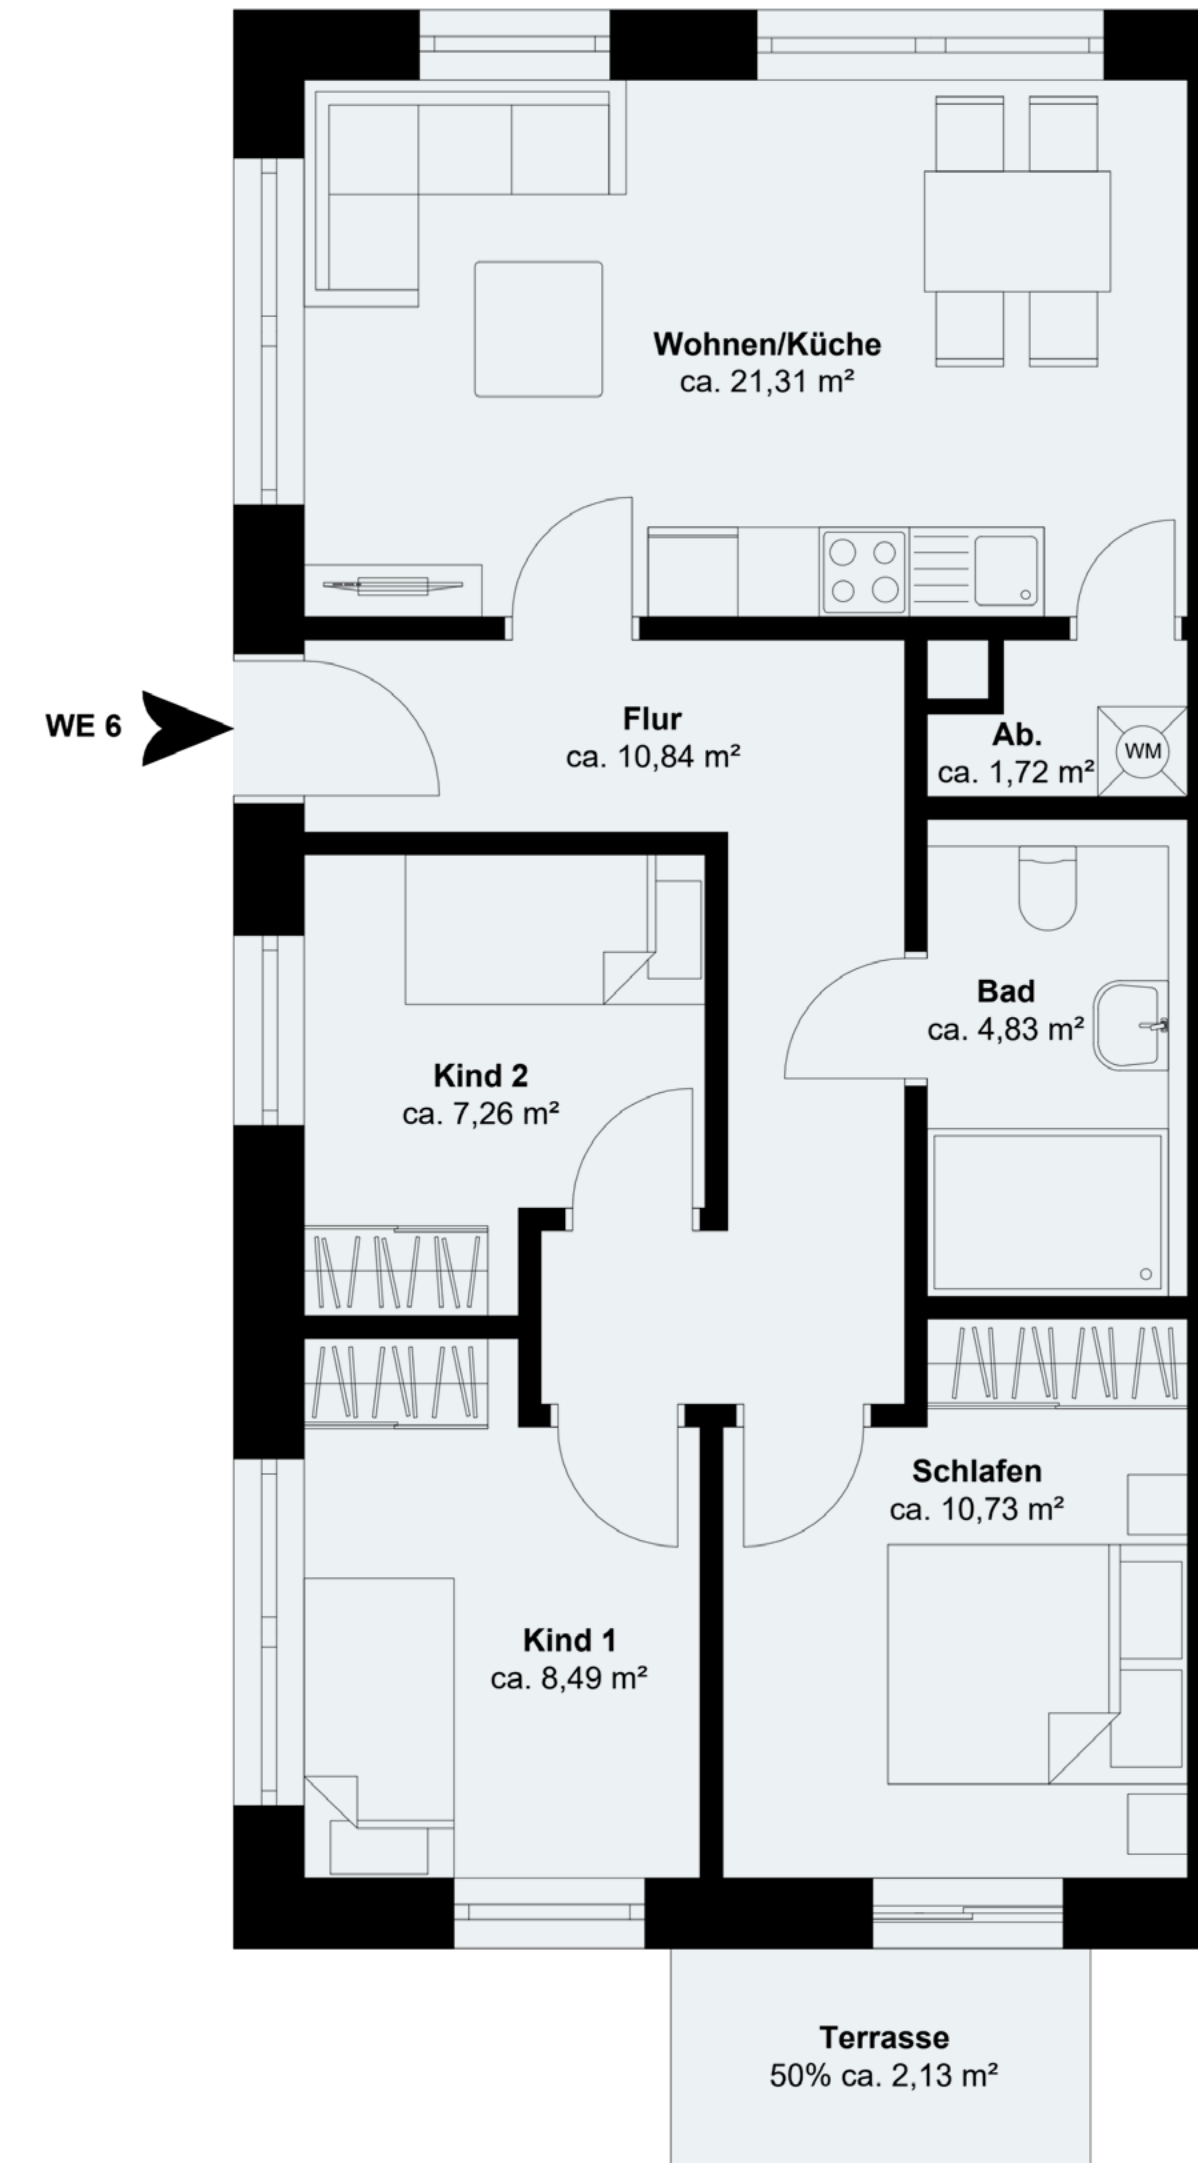 Wohnen/Küche
ca. 21,31 m²
WE 6
Flur
ca. 10,84 m²
Ab.
ca. 1,72 m²
WM
Bad
ca. 4,83 m²
Kind 2
ca. 7,26 m²
Schlafen
ca. 10,73 m²
Kind 1
ca. 8,49 m²
Terrasse
50% ca. 2,13 m²